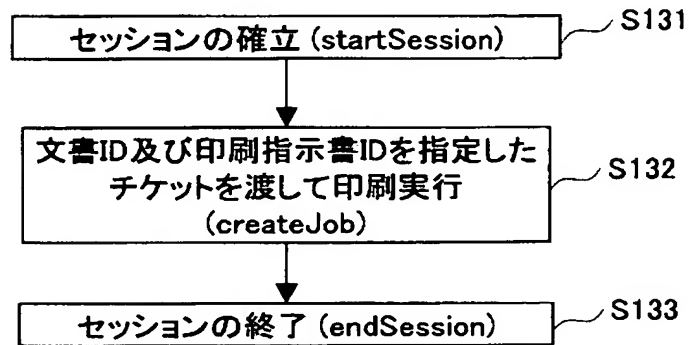 セッションの確立 (startSession)
S131
文書ID及び印刷指示書IDを指定した
チケットを渡して印刷実行
(createJob)
S132
セッションの終了 (endSession)
S133